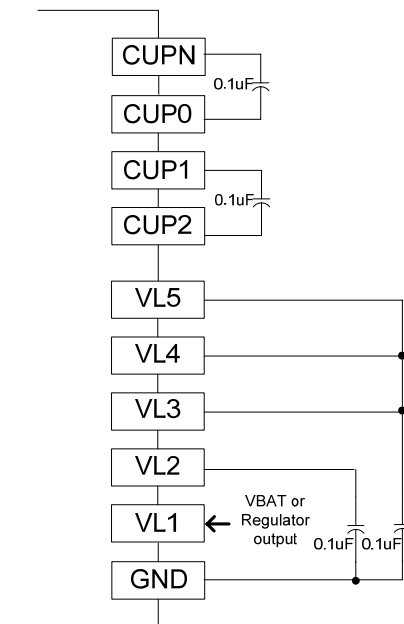 CUPN
0.1uF
CUP0
CUP1
0.1uF
CUP2
VL5
VL4
VL3
VL2
VL1
VBAT or
Regulator
output
0.1uF 0.1uF
GND